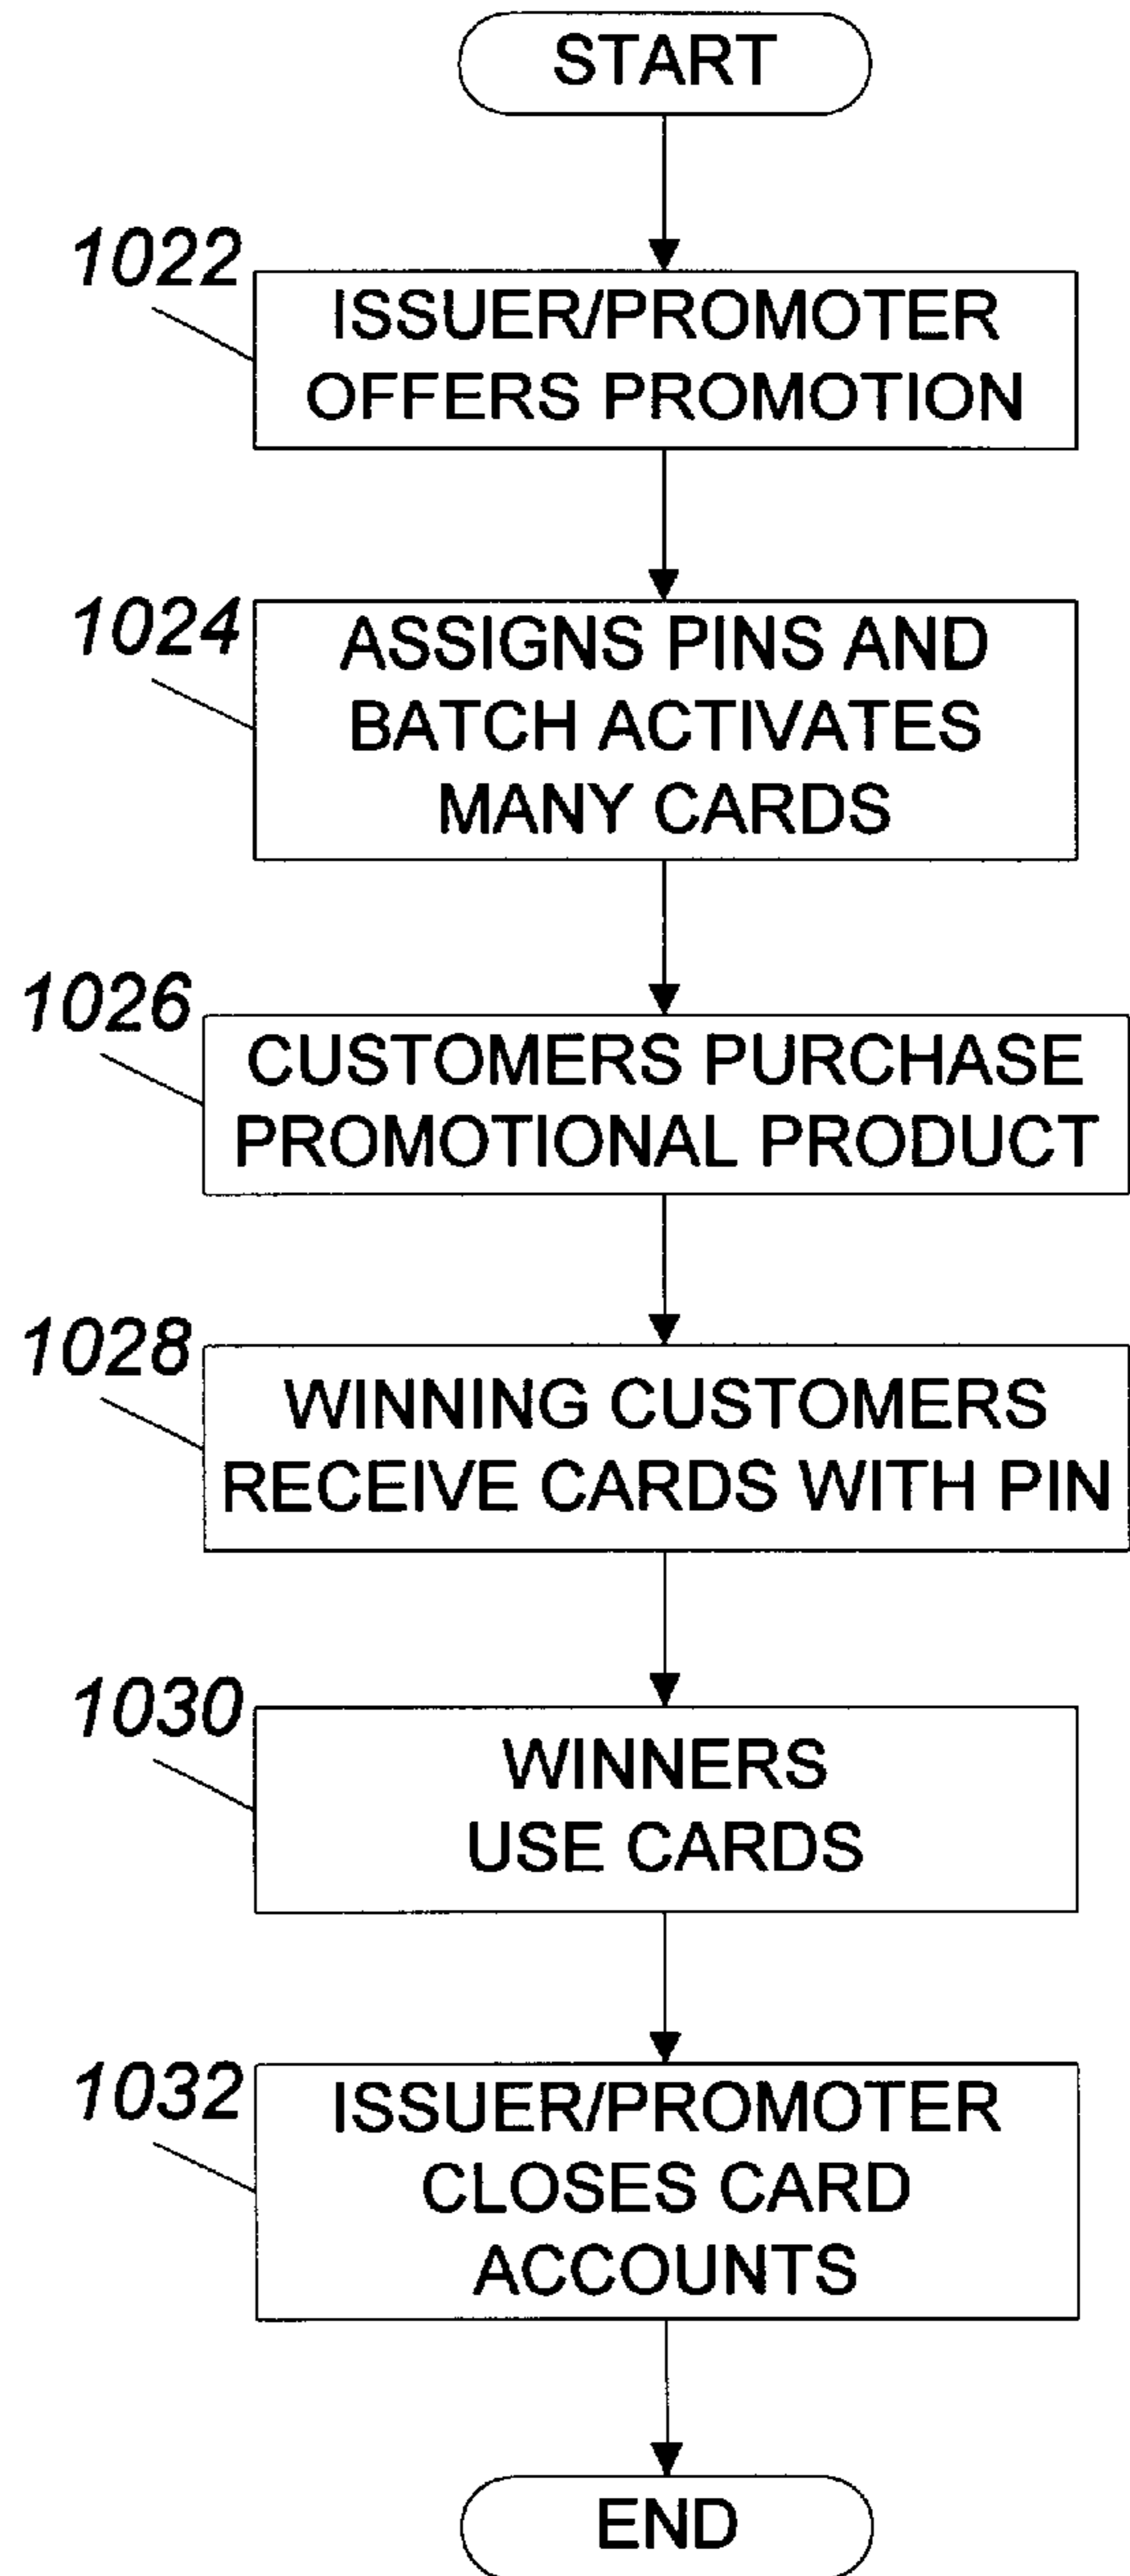 START
1022
ISSUER/PROMOTER
OFFERS PROMOTION
1024
ASSIGNS PINS AND
BATCH ACTIVATES
MANY CARDS
1026
CUSTOMERS PURCHASE
PROMOTIONAL PRODUCT
1028
WINNING CUSTOMERS
RECEIVE CARDS WITH PIN
1030
WINNERS
USE CARDS
1032
ISSUER/PROMOTER
CLOSES CARD
ACCOUNTS
END